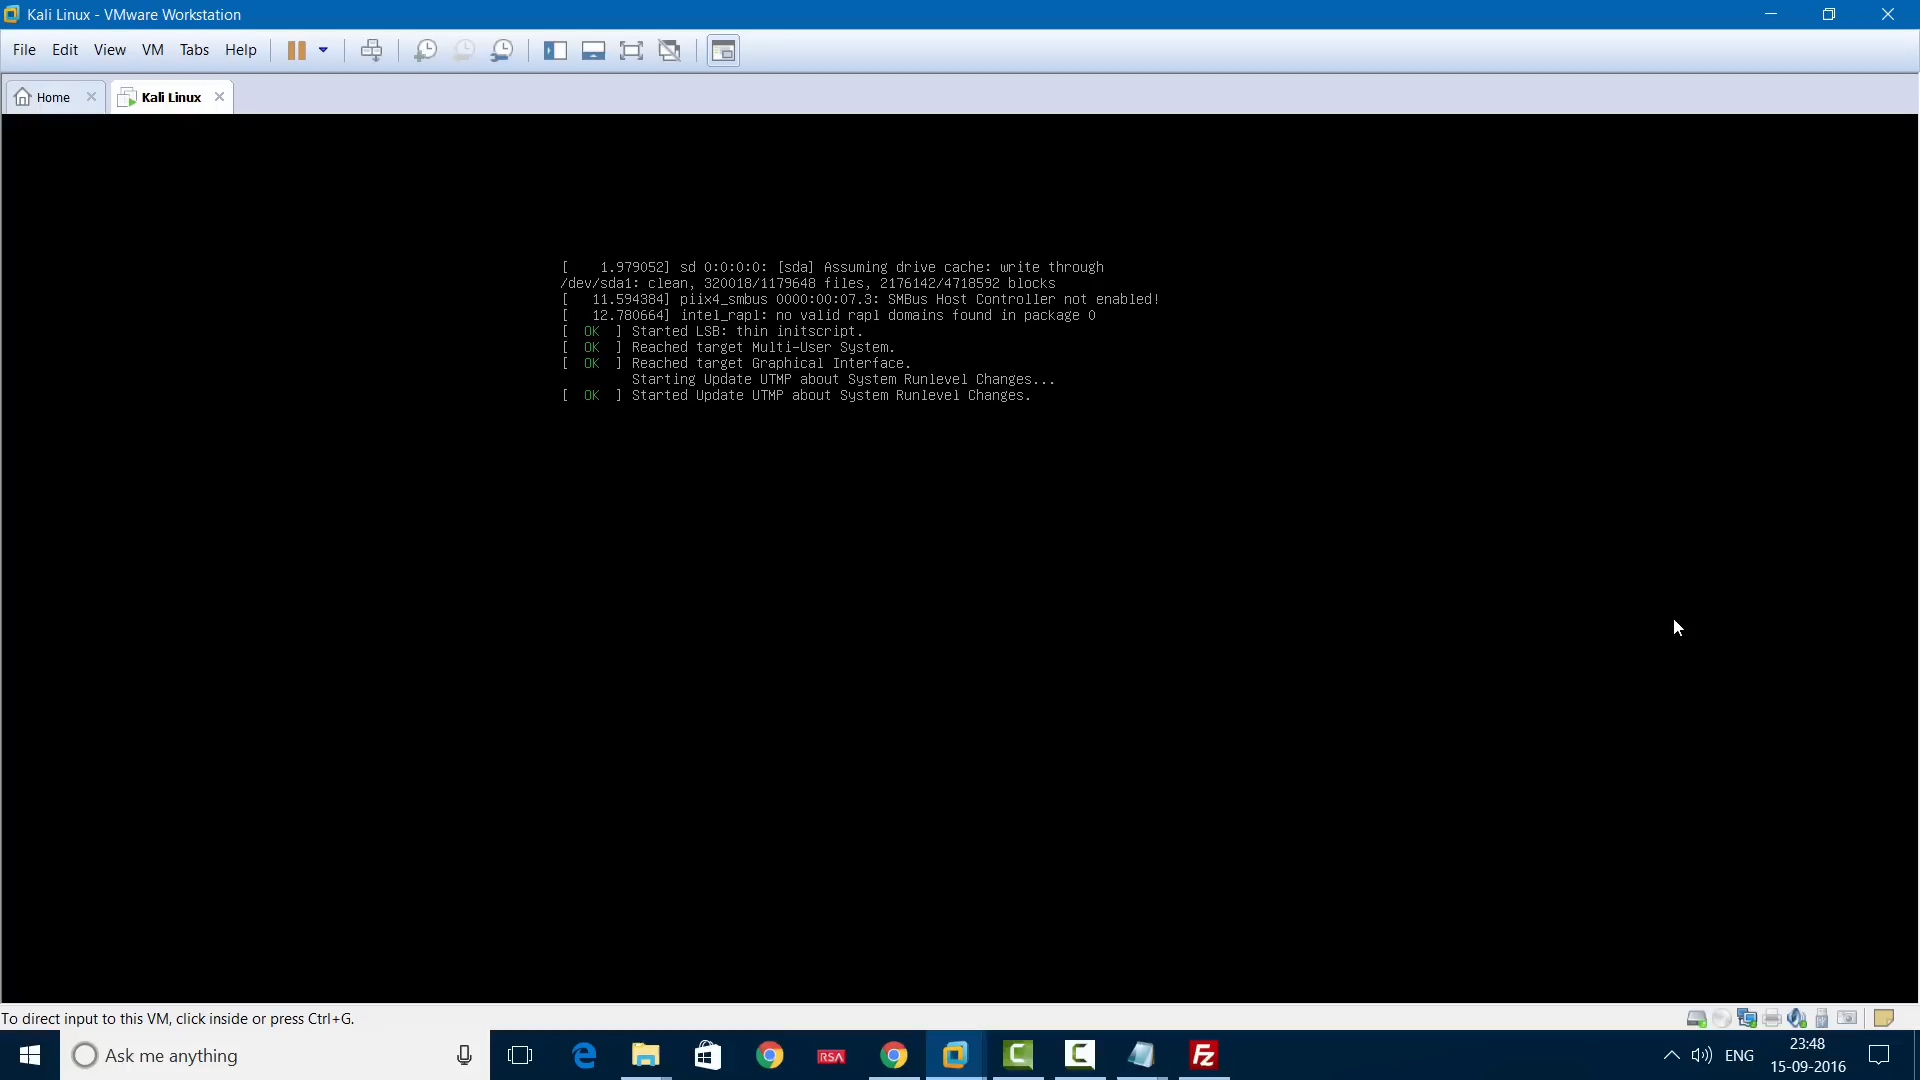 Kali Linux - VMware Workstation
File Edit View VM Tabs Help
Home Kali Linux
[    1.979052] sd 0:0:0:0: [sda] Assuming drive cache: write through
/dev/sda1: clean, 320018/1179648 files, 2176142/4718592 blocks
[   11.594384] piix4_smbus 0000:00:07.3: SMBus Host Controller not enabled!
[   12.780664] intel_rapl: no valid rapl domains found in package 0
[  OK  ] Started LSB: thin initscript.
[  OK  ] Reached target Multi-User System.
[  OK  ] Reached target Graphical Interface.
         Starting Update UTMP about System Runlevel Changes...
[  OK  ] Started Update UTMP about System Runlevel Changes.
To direct input to this VM, click inside or press Ctrl+G.
Ask me anything
RSA
Fz
ENG
23:48
15-09-2016